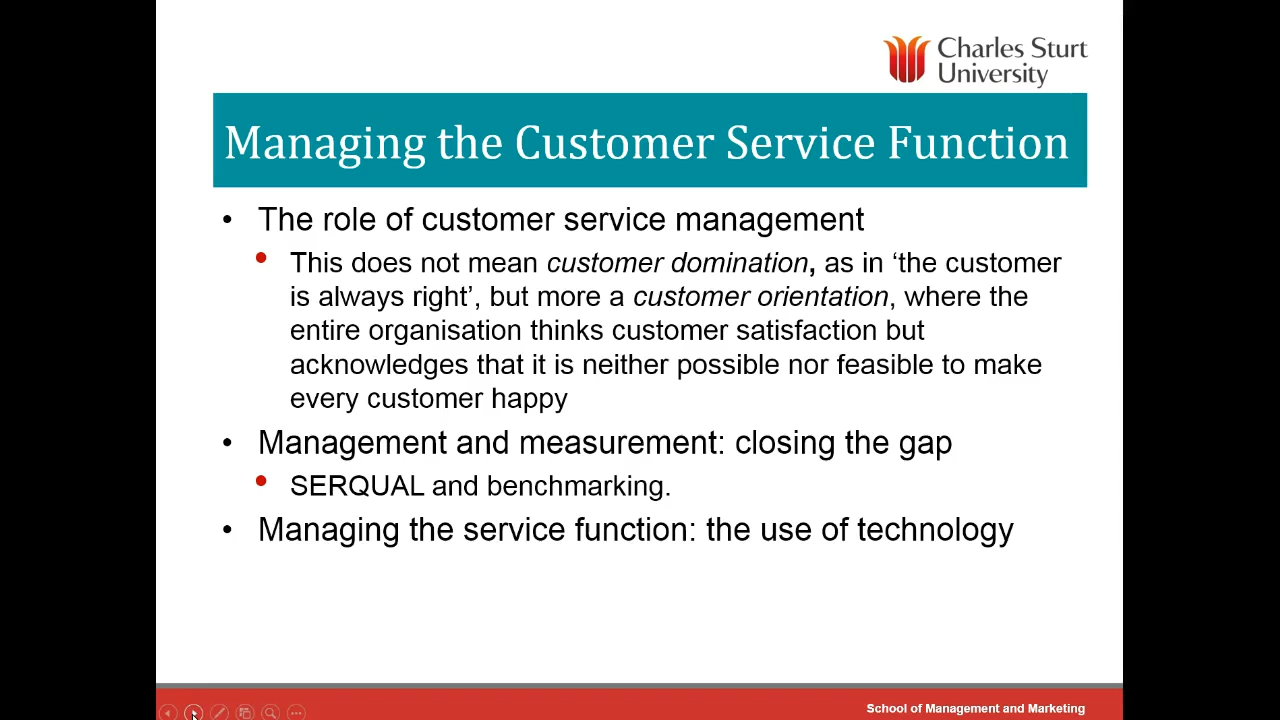 Charles Sturt
University
Managing the Customer Service Function
• The role of customer service management
• This does not mean customer domination, as in ‘the customer
is always right’, but more a customer orientation, where the
entire organisation thinks customer satisfaction but
acknowledges that it is neither possible nor feasible to make
every customer happy
• Management and measurement: closing the gap
• SERQUAL and benchmarking.
• Managing the service function: the use of technology
School of Management and Marketing